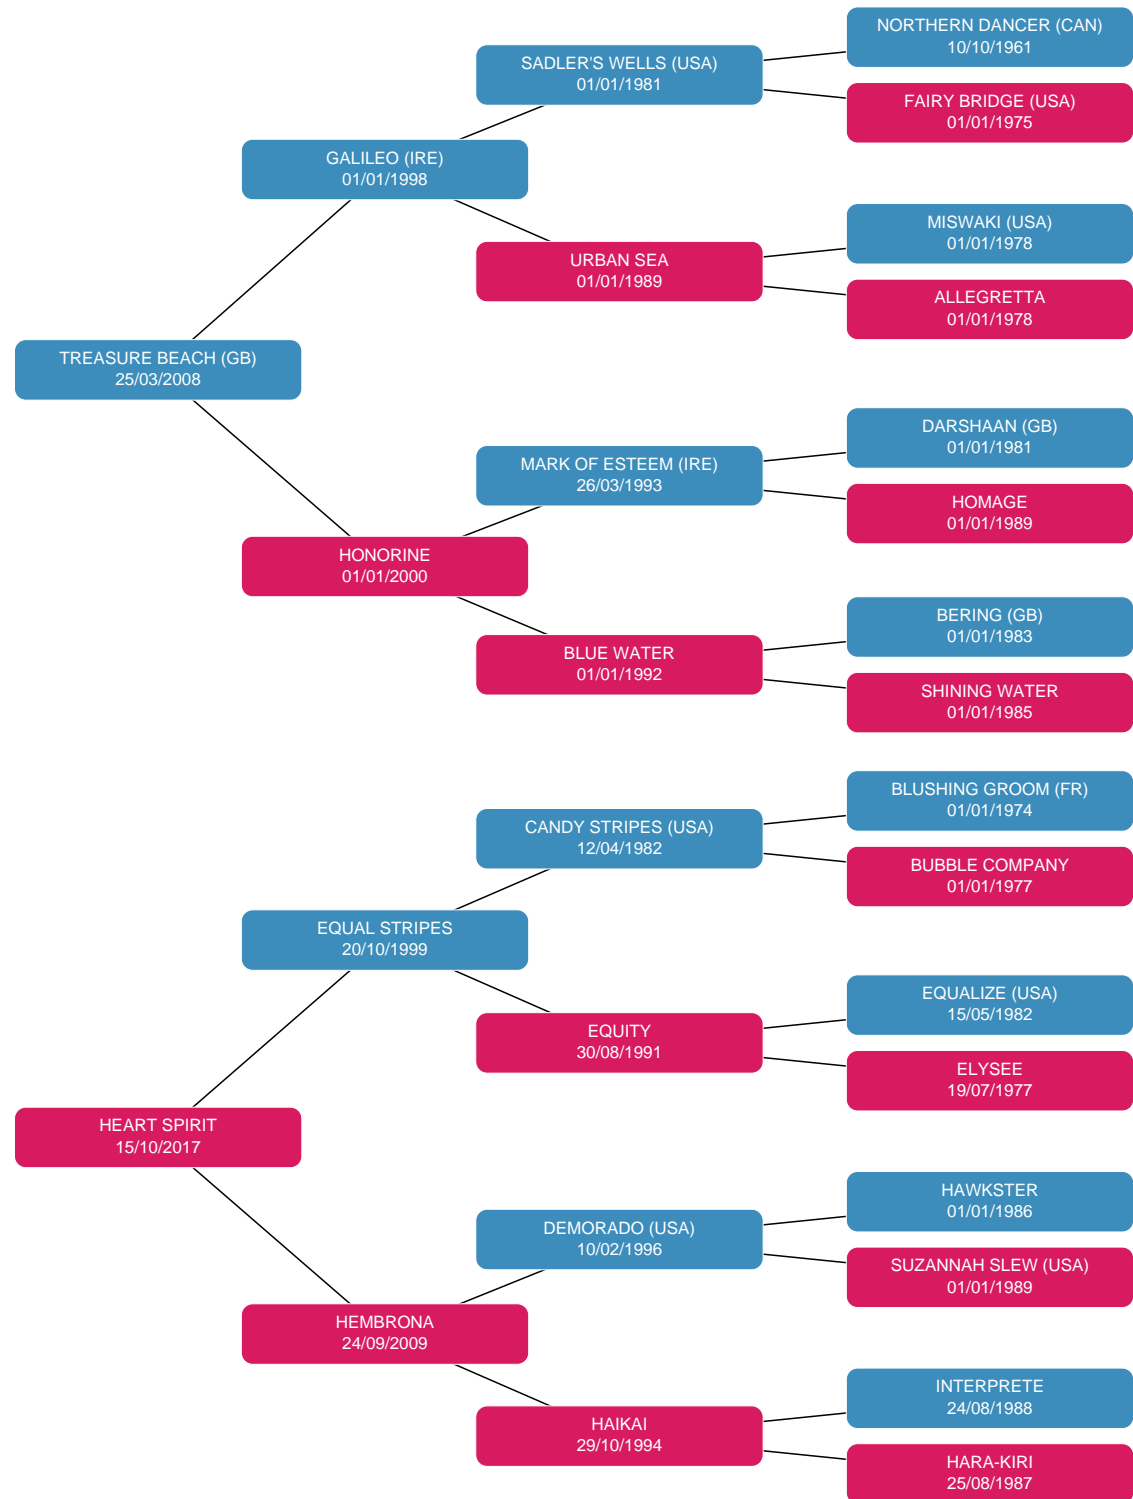 NORTHERN DANCER (CAN)
10/10/1961
SADLER'S WELLS (USA)
01/01/1981
FAIRY BRIDGE (USA)
01/01/1975
GALILEO (IRE)
01/01/1998
MISWAKI (USA)
01/01/1978
URBAN SEA
01/01/1989
ALLEGRETTA
01/01/1978
TREASURE BEACH (GB)
25/03/2008
DARSHAAN (GB)
01/01/1981
MARK OF ESTEEM (IRE)
26/03/1993
HOMAGE
01/01/1989
HONORINE
01/01/2000
BERING (GB)
01/01/1983
BLUE WATER
01/01/1992
SHINING WATER
01/01/1985
BLUSHING GROOM (FR)
01/01/1974
CANDY STRIPES (USA)
12/04/1982
BUBBLE COMPANY
01/01/1977
EQUAL STRIPES
20/10/1999
EQUALIZE (USA)
15/05/1982
EQUITY
30/08/1991
ELYSEE
19/07/1977
HEART SPIRIT
15/10/2017
HAWKSTER
01/01/1986
DEMORADO (USA)
10/02/1996
SUZANNAH SLEW (USA)
01/01/1989
HEMBRONA
24/09/2009
INTERPRETE
24/08/1988
HAIKAI
29/10/1994
HARA-KIRI
25/08/1987